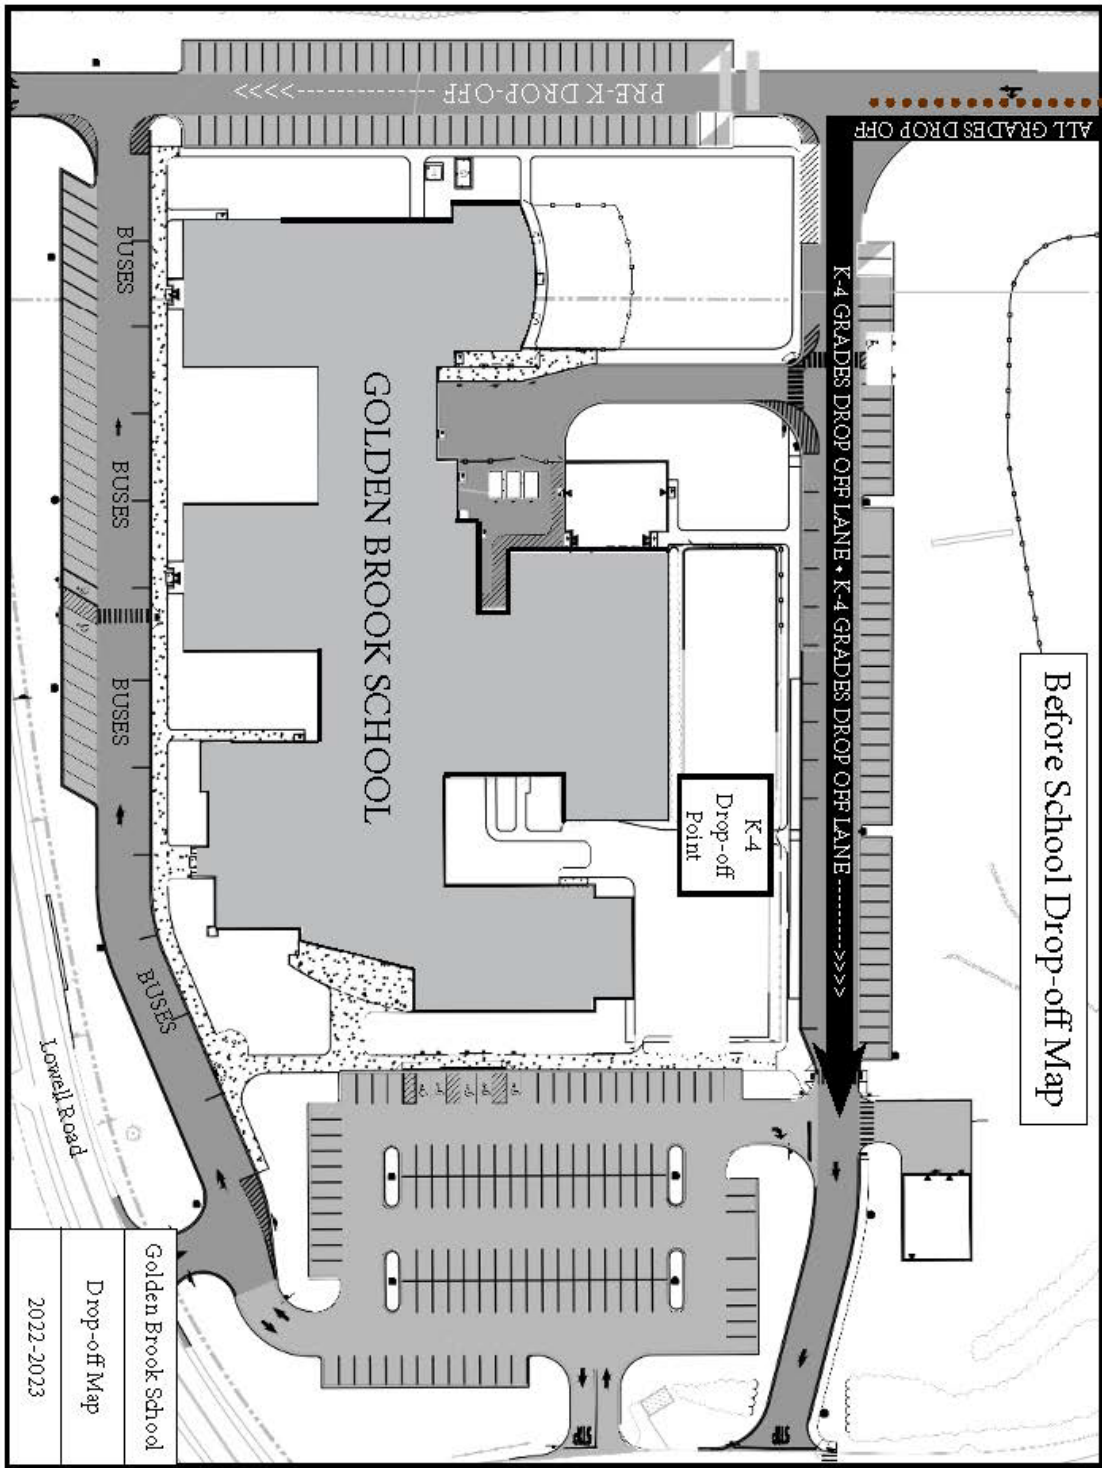 Before School Drop-off Map
ALL GRADES DROP OFF
PRE-K DROP-OFF -------------->>>>
K-4 GRADES DROP OFF LANE • K-4 GRADES DROP OFF LANE -------->>>>
K-4
Drop-off
Point
GOLDEN BROOK SCHOOL
BUSES
BUSES
BUSES
BUSES
Lowell Road
STP
STP
Golden Brook School
Drop-off Map
2022-2023